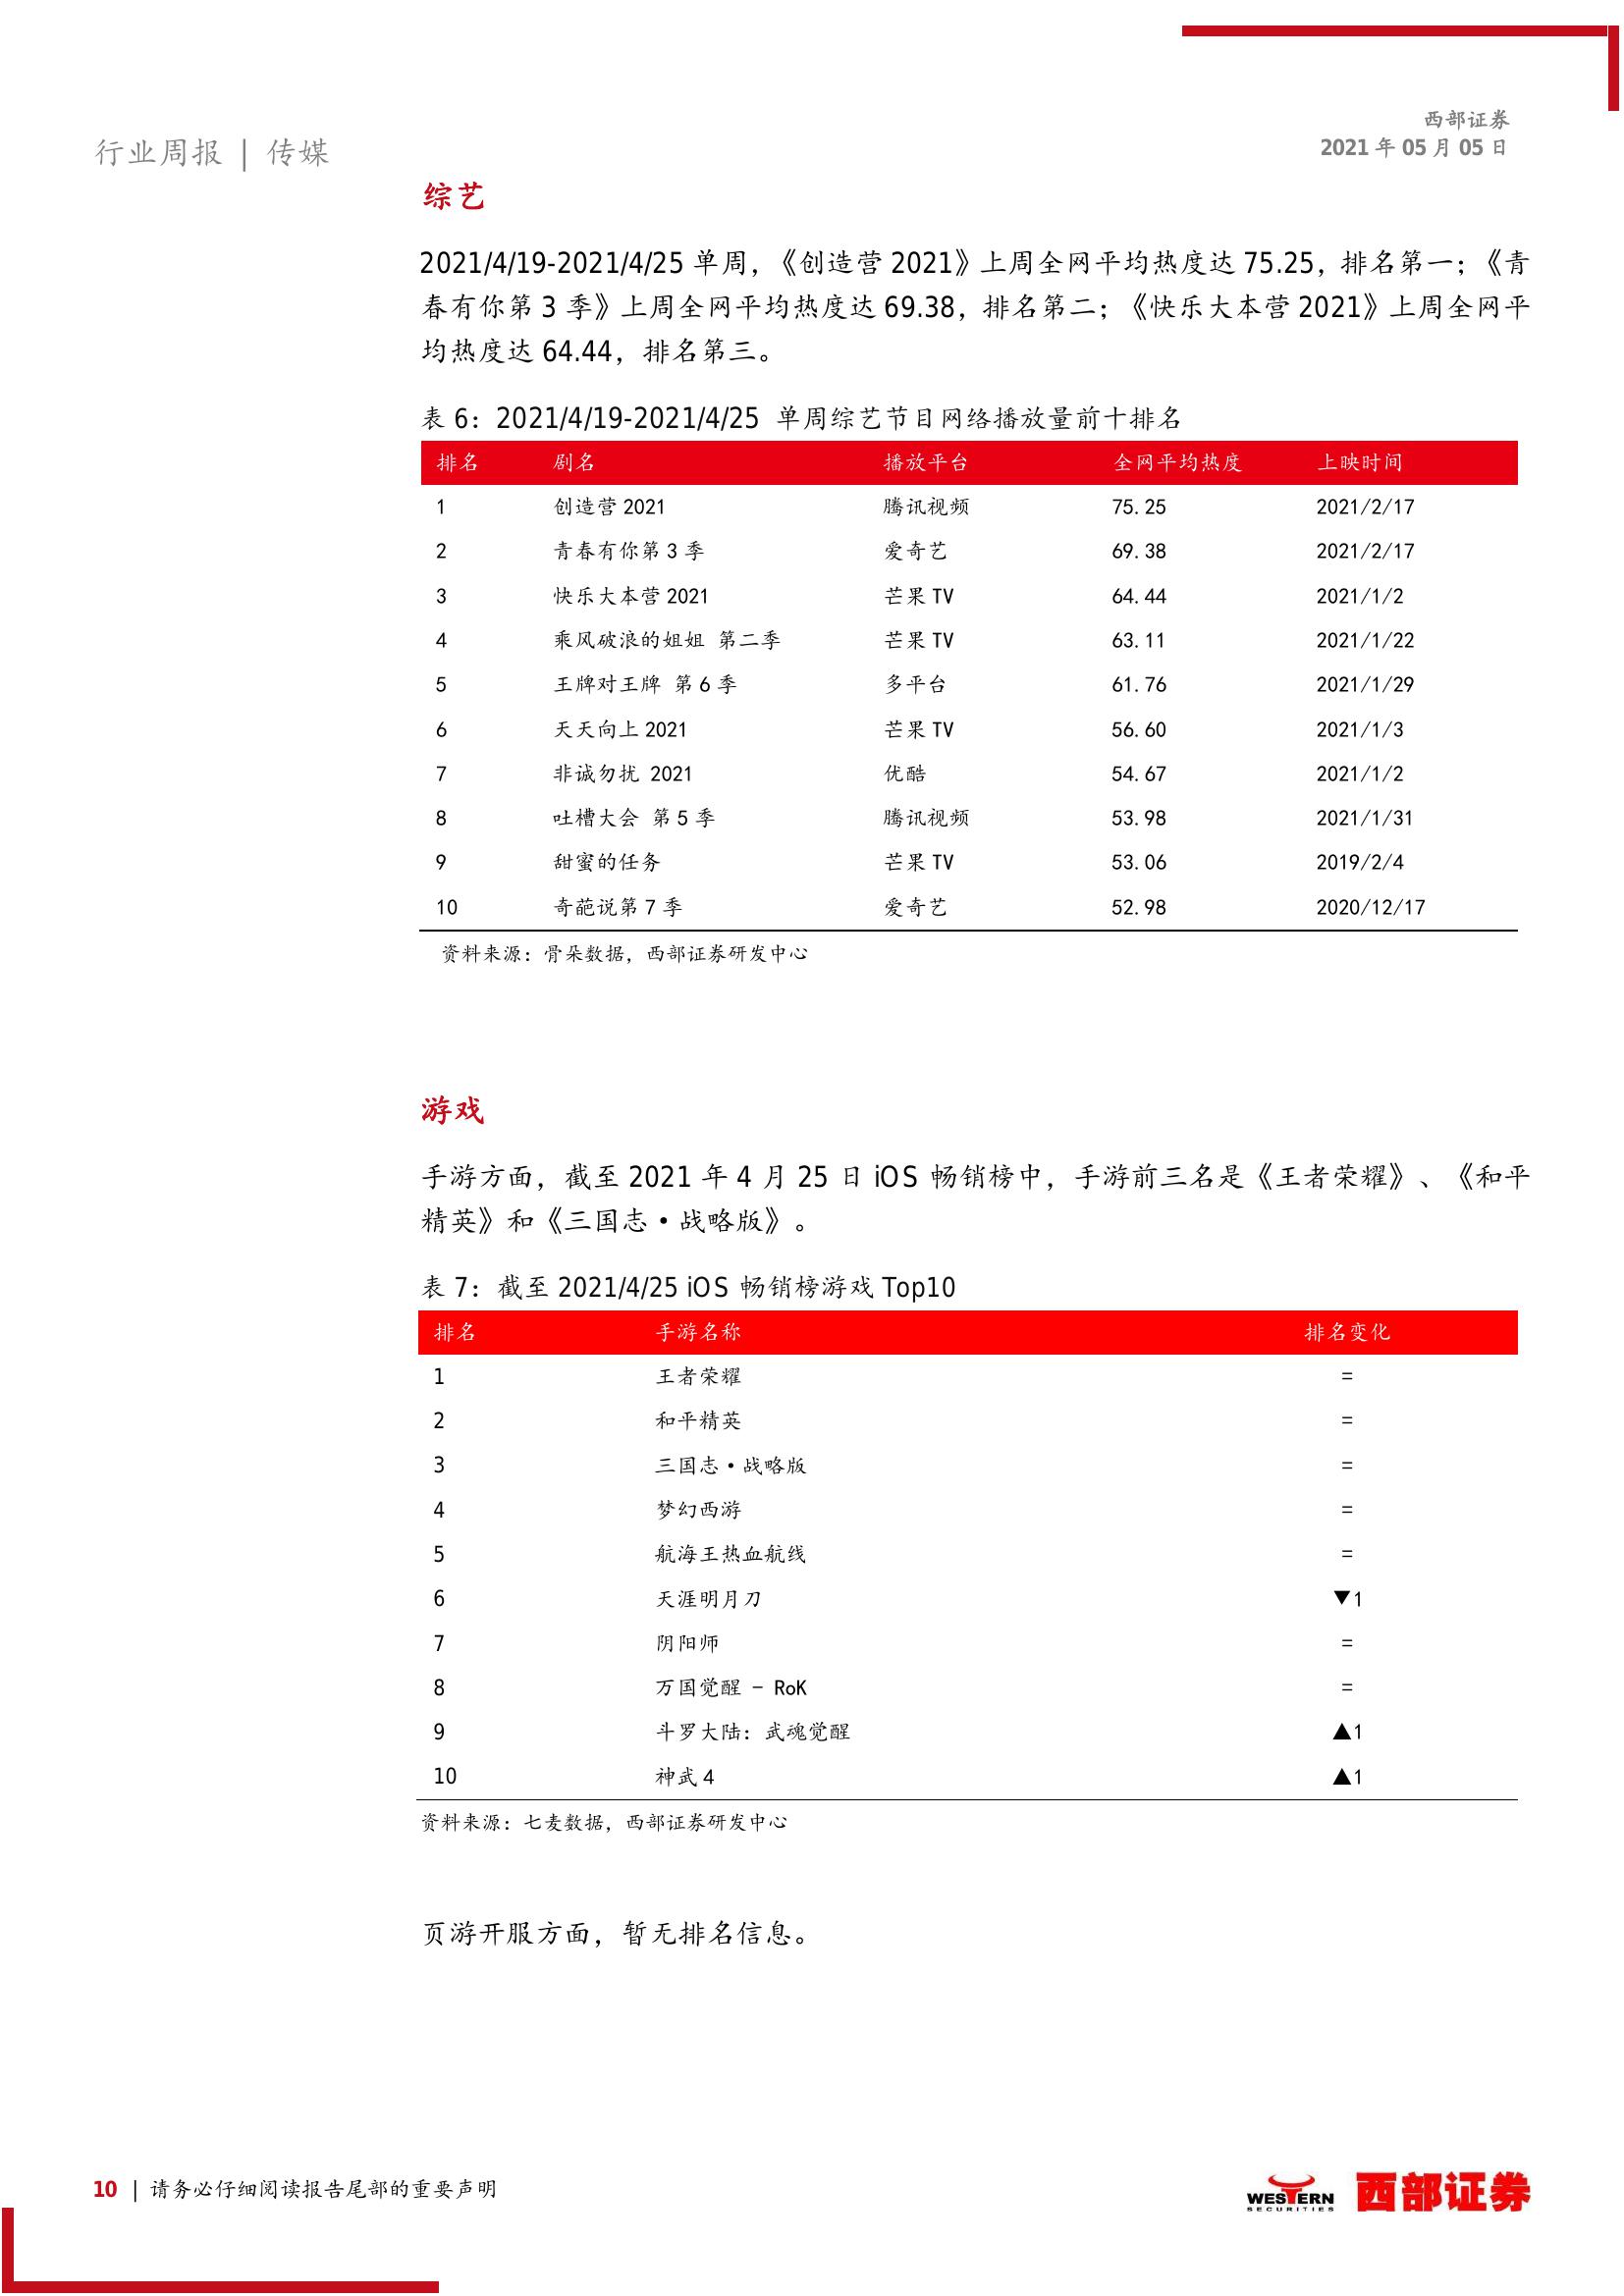 西部证券
行业周报 | 传媒
2021 年 05 月 05 日
综艺
2021/4/19-2021/4/25 单周，《创造营 2021》上周全网平均热度达 75.25，排名第一；《青
春有你第 3 季》上周全网平均热度达 69.38，排名第二；《快乐大本营 2021》上周全网平
均热度达 64.44，排名第三。
表 6：2021/4/19-2021/4/25 单周综艺节目网络播放量前十排名
排名 剧名 播放平台 全网平均热度 上映时间
1 创造营 2021 腾讯视频 75.25 2021/2/17
2 青春有你第 3 季 爱奇艺 69.38 2021/2/17
3 快乐大本营 2021 芒果 TV 64.44 2021/1/2
4 乘风破浪的姐姐 第二季 芒果 TV 63.11 2021/1/22
5 王牌对王牌 第 6 季 多平台 61.76 2021/1/29
6 天天向上 2021 芒果 TV 56.60 2021/1/3
7 非诚勿扰 2021 优酷 54.67 2021/1/2
8 吐槽大会 第 5 季 腾讯视频 53.98 2021/1/31
9 甜蜜的任务 芒果 TV 53.06 2019/2/4
10 奇葩说第 7 季 爱奇艺 52.98 2020/12/17
资料来源：骨朵数据，西部证券研发中心
游戏
手游方面，截至 2021 年 4 月 25 日 iOS 畅销榜中，手游前三名是《王者荣耀》、《和平
精英》和《三国志•战略版》。
表 7：截至 2021/4/25 iOS 畅销榜游戏 Top10
排名 手游名称 排名变化
1 王者荣耀 =
2 和平精英 =
3 三国志•战略版 =
4 梦幻西游 =
5 航海王热血航线 =
6 天涯明月刀 ▼1
7 阴阳师 =
8 万国觉醒 - RoK =
9 斗罗大陆：武魂觉醒 ▲1
10 神武 4 ▲1
资料来源：七麦数据，西部证券研发中心
页游开服方面，暂无排名信息。
10 | 请务必仔细阅读报告尾部的重要声明
WESTERN
SECURITIES
西部证券